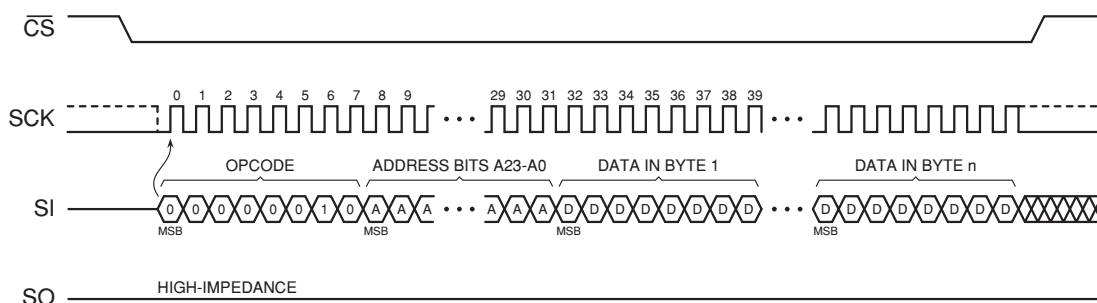 CS
SCK
0 1 2 3 4 5 6 7 8 9 29 30 31 32 33 34 35 36 37 38 39
OPCODE ADDRESS BITS A23-A0 DATA IN BYTE 1 DATA IN BYTE n
SI
0 0 0 0 0 0 1 0 A A A A A A D D D D D D D D D D D D D D D D
MSB MSB MSB MSB
SO
HIGH-IMPEDANCE